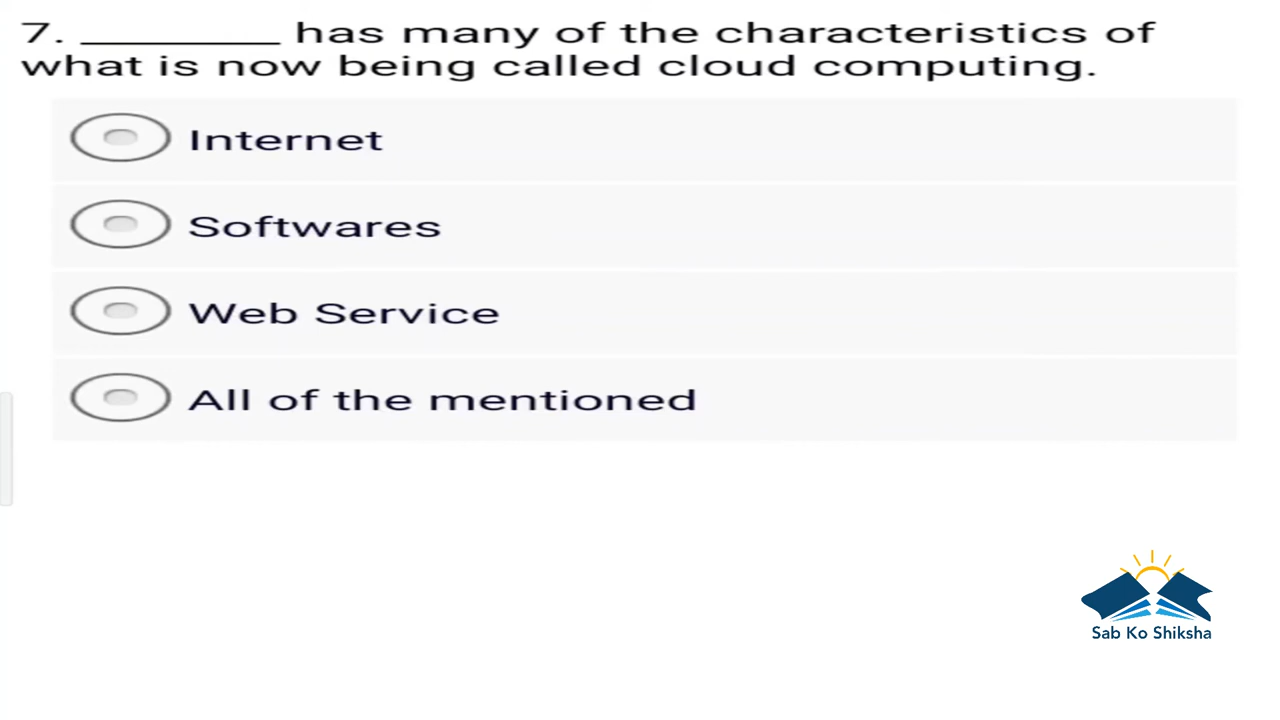 7. ________ has many of the characteristics of
what is now being called cloud computing.
Internet
Softwares
Web Service
All of the mentioned
Sab Ko Shiksha